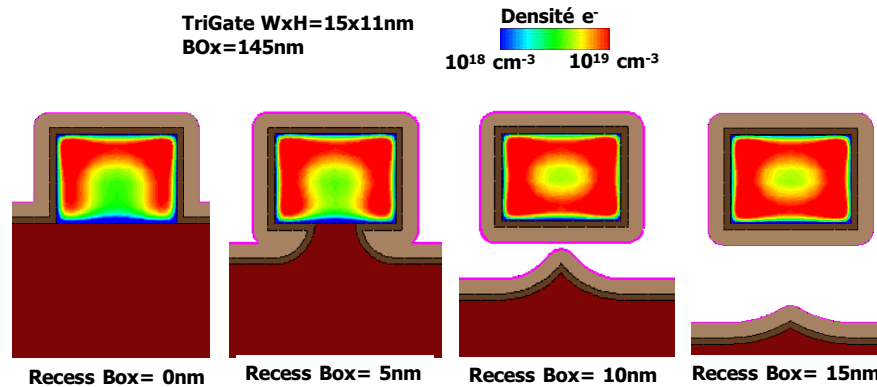 TriGate WxH=15x11nm
BOx=145nm
Densité e-
10¹⁸ cm⁻³ 10¹⁹ cm⁻³
Recess Box= 0nm
Recess Box= 5nm
Recess Box= 10nm
Recess Box= 15nm